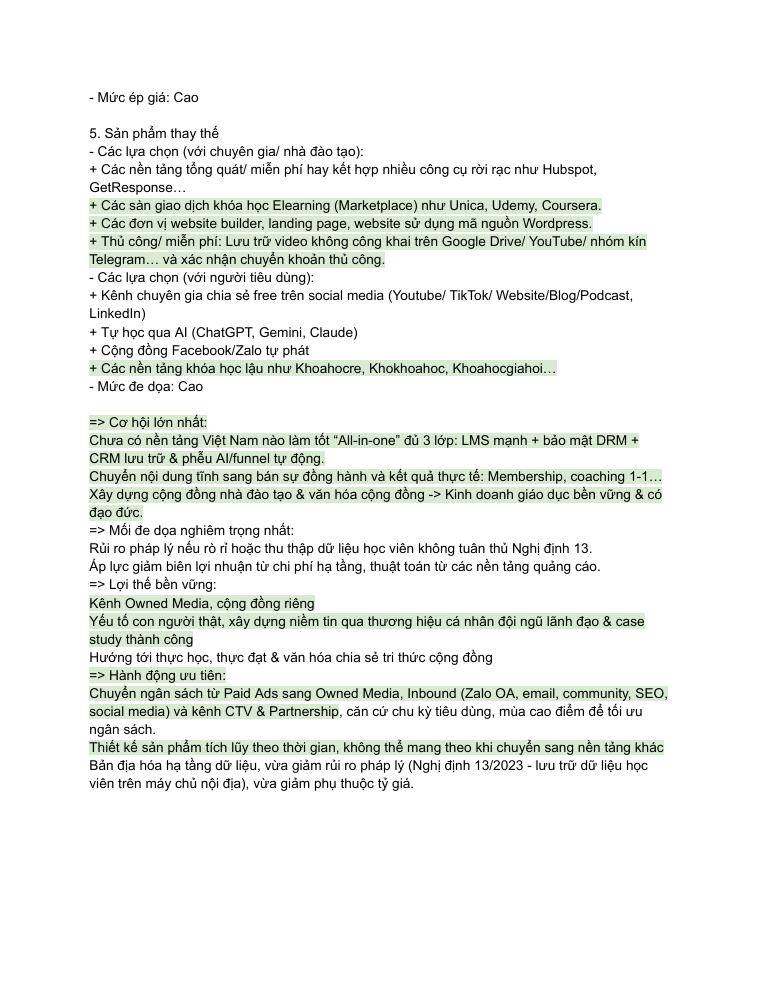 - Mức ép giá: Cao
5. Sản phẩm thay thế
- Các lựa chọn (với chuyên gia/ nhà đào tạo):
+ Các nền tảng tổng quát/ miễn phí hay kết hợp nhiều công cụ rời rạc như Hubspot,
GetResponse…
+ Các sàn giao dịch khóa học Elearning (Marketplace) như Unica, Udemy, Coursera.
+ Các đơn vị website builder, landing page, website sử dụng mã nguồn Wordpress.
+ Thủ công/ miễn phí: Lưu trữ video không công khai trên Google Drive/ YouTube/ nhóm kín
Telegram… và xác nhận chuyển khoản thủ công.
- Các lựa chọn (với người tiêu dùng):
+ Kênh chuyên gia chia sẻ free trên social media (Youtube/ TikTok/ Website/Blog/Podcast,
LinkedIn)
+ Tự học qua AI (ChatGPT, Gemini, Claude)
+ Cộng đồng Facebook/Zalo tự phát
+ Các nền tảng khóa học lậu như Khoahocre, Khokhoahoc, Khoahocgiahoi…
- Mức đe dọa: Cao
=> Cơ hội lớn nhất:
Chưa có nền tảng Việt Nam nào làm tốt “All-in-one” đủ 3 lớp: LMS mạnh + bảo mật DRM +
CRM lưu trữ & phễu AI/funnel tự động.
Chuyển nội dung tĩnh sang bán sự đồng hành và kết quả thực tế: Membership, coaching 1-1…
Xây dựng cộng đồng nhà đào tạo & văn hóa cộng đồng -> Kinh doanh giáo dục bền vững & có
đạo đức.
=> Mối đe dọa nghiêm trọng nhất:
Rủi ro pháp lý nếu rò rỉ hoặc thu thập dữ liệu học viên không tuân thủ Nghị định 13.
Áp lực giảm biên lợi nhuận từ chi phí hạ tầng, thuật toán từ các nền tảng quảng cáo.
=> Lợi thế bền vững:
Kênh Owned Media, cộng đồng riêng
Yếu tố con người thật, xây dựng niềm tin qua thương hiệu cá nhân đội ngũ lãnh đạo & case
study thành công
Hướng tới thực học, thực đạt & văn hóa chia sẻ tri thức cộng đồng
=> Hành động ưu tiên:
Chuyển ngân sách từ Paid Ads sang Owned Media, Inbound (Zalo OA, email, community, SEO,
social media) và kênh CTV & Partnership, căn cứ chu kỳ tiêu dùng, mùa cao điểm để tối ưu
ngân sách.
Thiết kế sản phẩm tích lũy theo thời gian, không thể mang theo khi chuyển sang nền tảng khác
Bản địa hóa hạ tầng dữ liệu, vừa giảm rủi ro pháp lý (Nghị định 13/2023 - lưu trữ dữ liệu học
viên trên máy chủ nội địa), vừa giảm phụ thuộc tỷ giá.